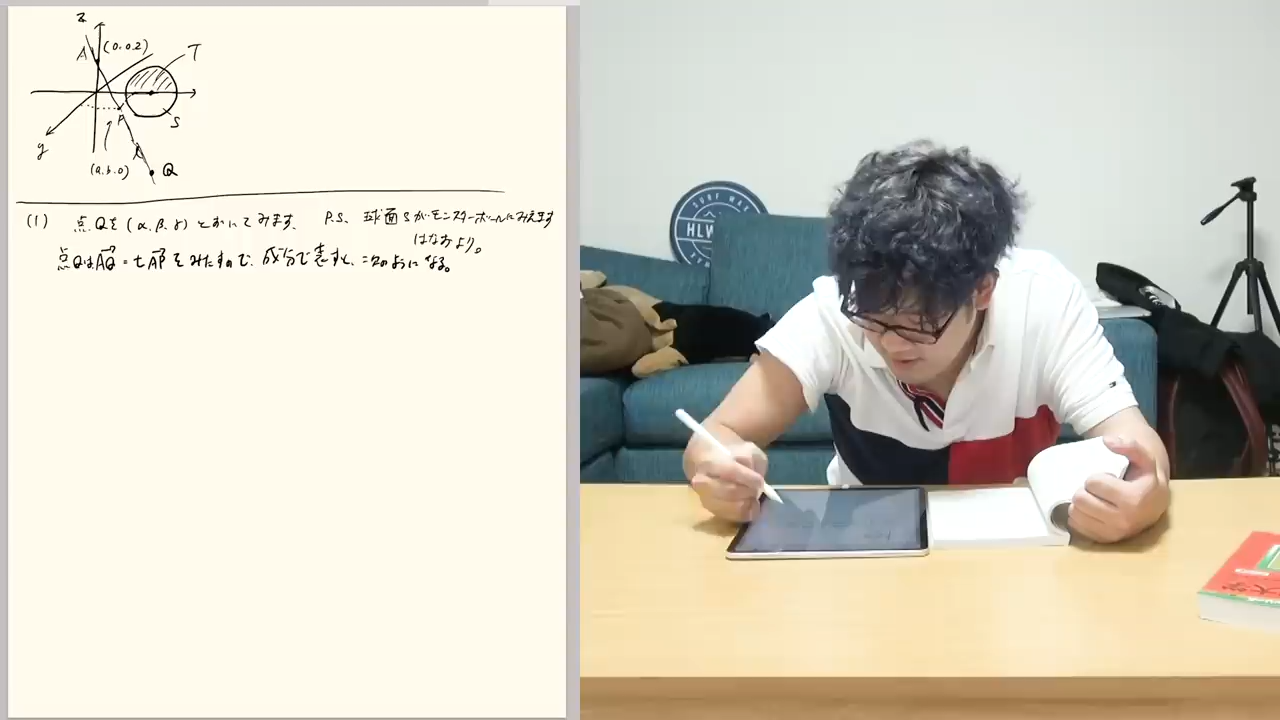 z
A (0.0.2) T
P S
y
(a.b.0) l Q
(1) 点Qを(α.β.γ)とおいてみます. P.S. 球面Sがモンスターボールにみえます
はなおより。
点Qは AQ = t AP をみたすので、成分で表すと、二次のようになる。
SURF WAX
HLW